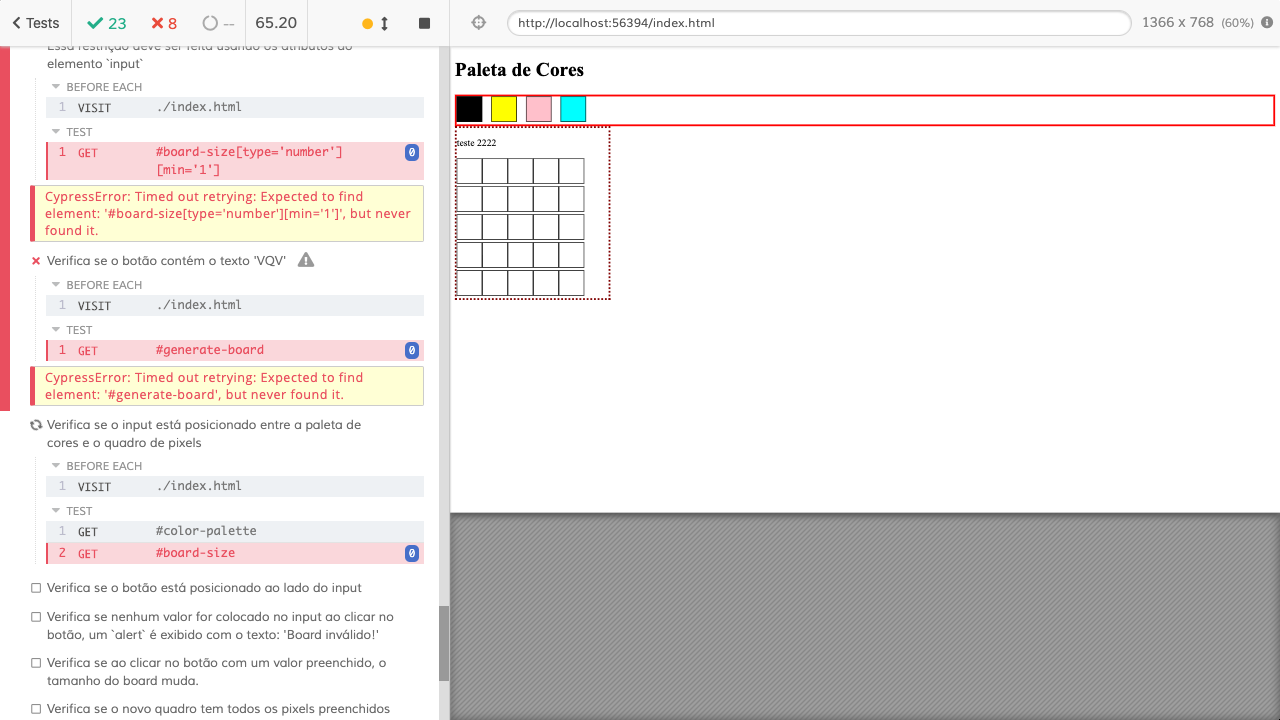 Tests
23
8
--
65.20
http://localhost:56394/index.html
1366 x 768 (60%)
Essa restrição deve ser feita usando os atributos do
elemento `input`
BEFORE EACH
1 VISIT ./index.html
TEST
1 GET #board-size[type='number']
[min='1'] 0
CypressError: Timed out retrying: Expected to find
element: '#board-size[type='number'][min='1']', but never
found it.
Verifica se o botão contém o texto 'VQV'
BEFORE EACH
1 VISIT ./index.html
TEST
1 GET #generate-board 0
CypressError: Timed out retrying: Expected to find
element: '#generate-board', but never found it.
Verifica se o input está posicionado entre a paleta de
cores e o quadro de pixels
BEFORE EACH
1 VISIT ./index.html
TEST
1 GET #color-palette
2 GET #board-size 0
Verifica se o botão está posicionado ao lado do input
Verifica se nenhum valor for colocado no input ao clicar no
botão, um `alert` é exibido com o texto: 'Board inválido!'
Verifica se ao clicar no botão com um valor preenchido, o
tamanho do board muda.
Verifica se o novo quadro tem todos os pixels preenchidos
Paleta de Cores
teste 2222